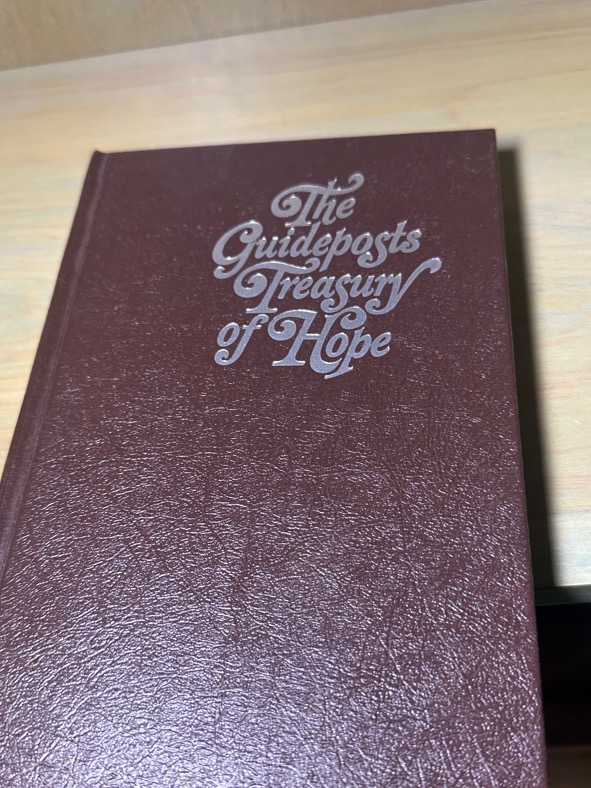 The
Guideposts
Treasury
of Hope